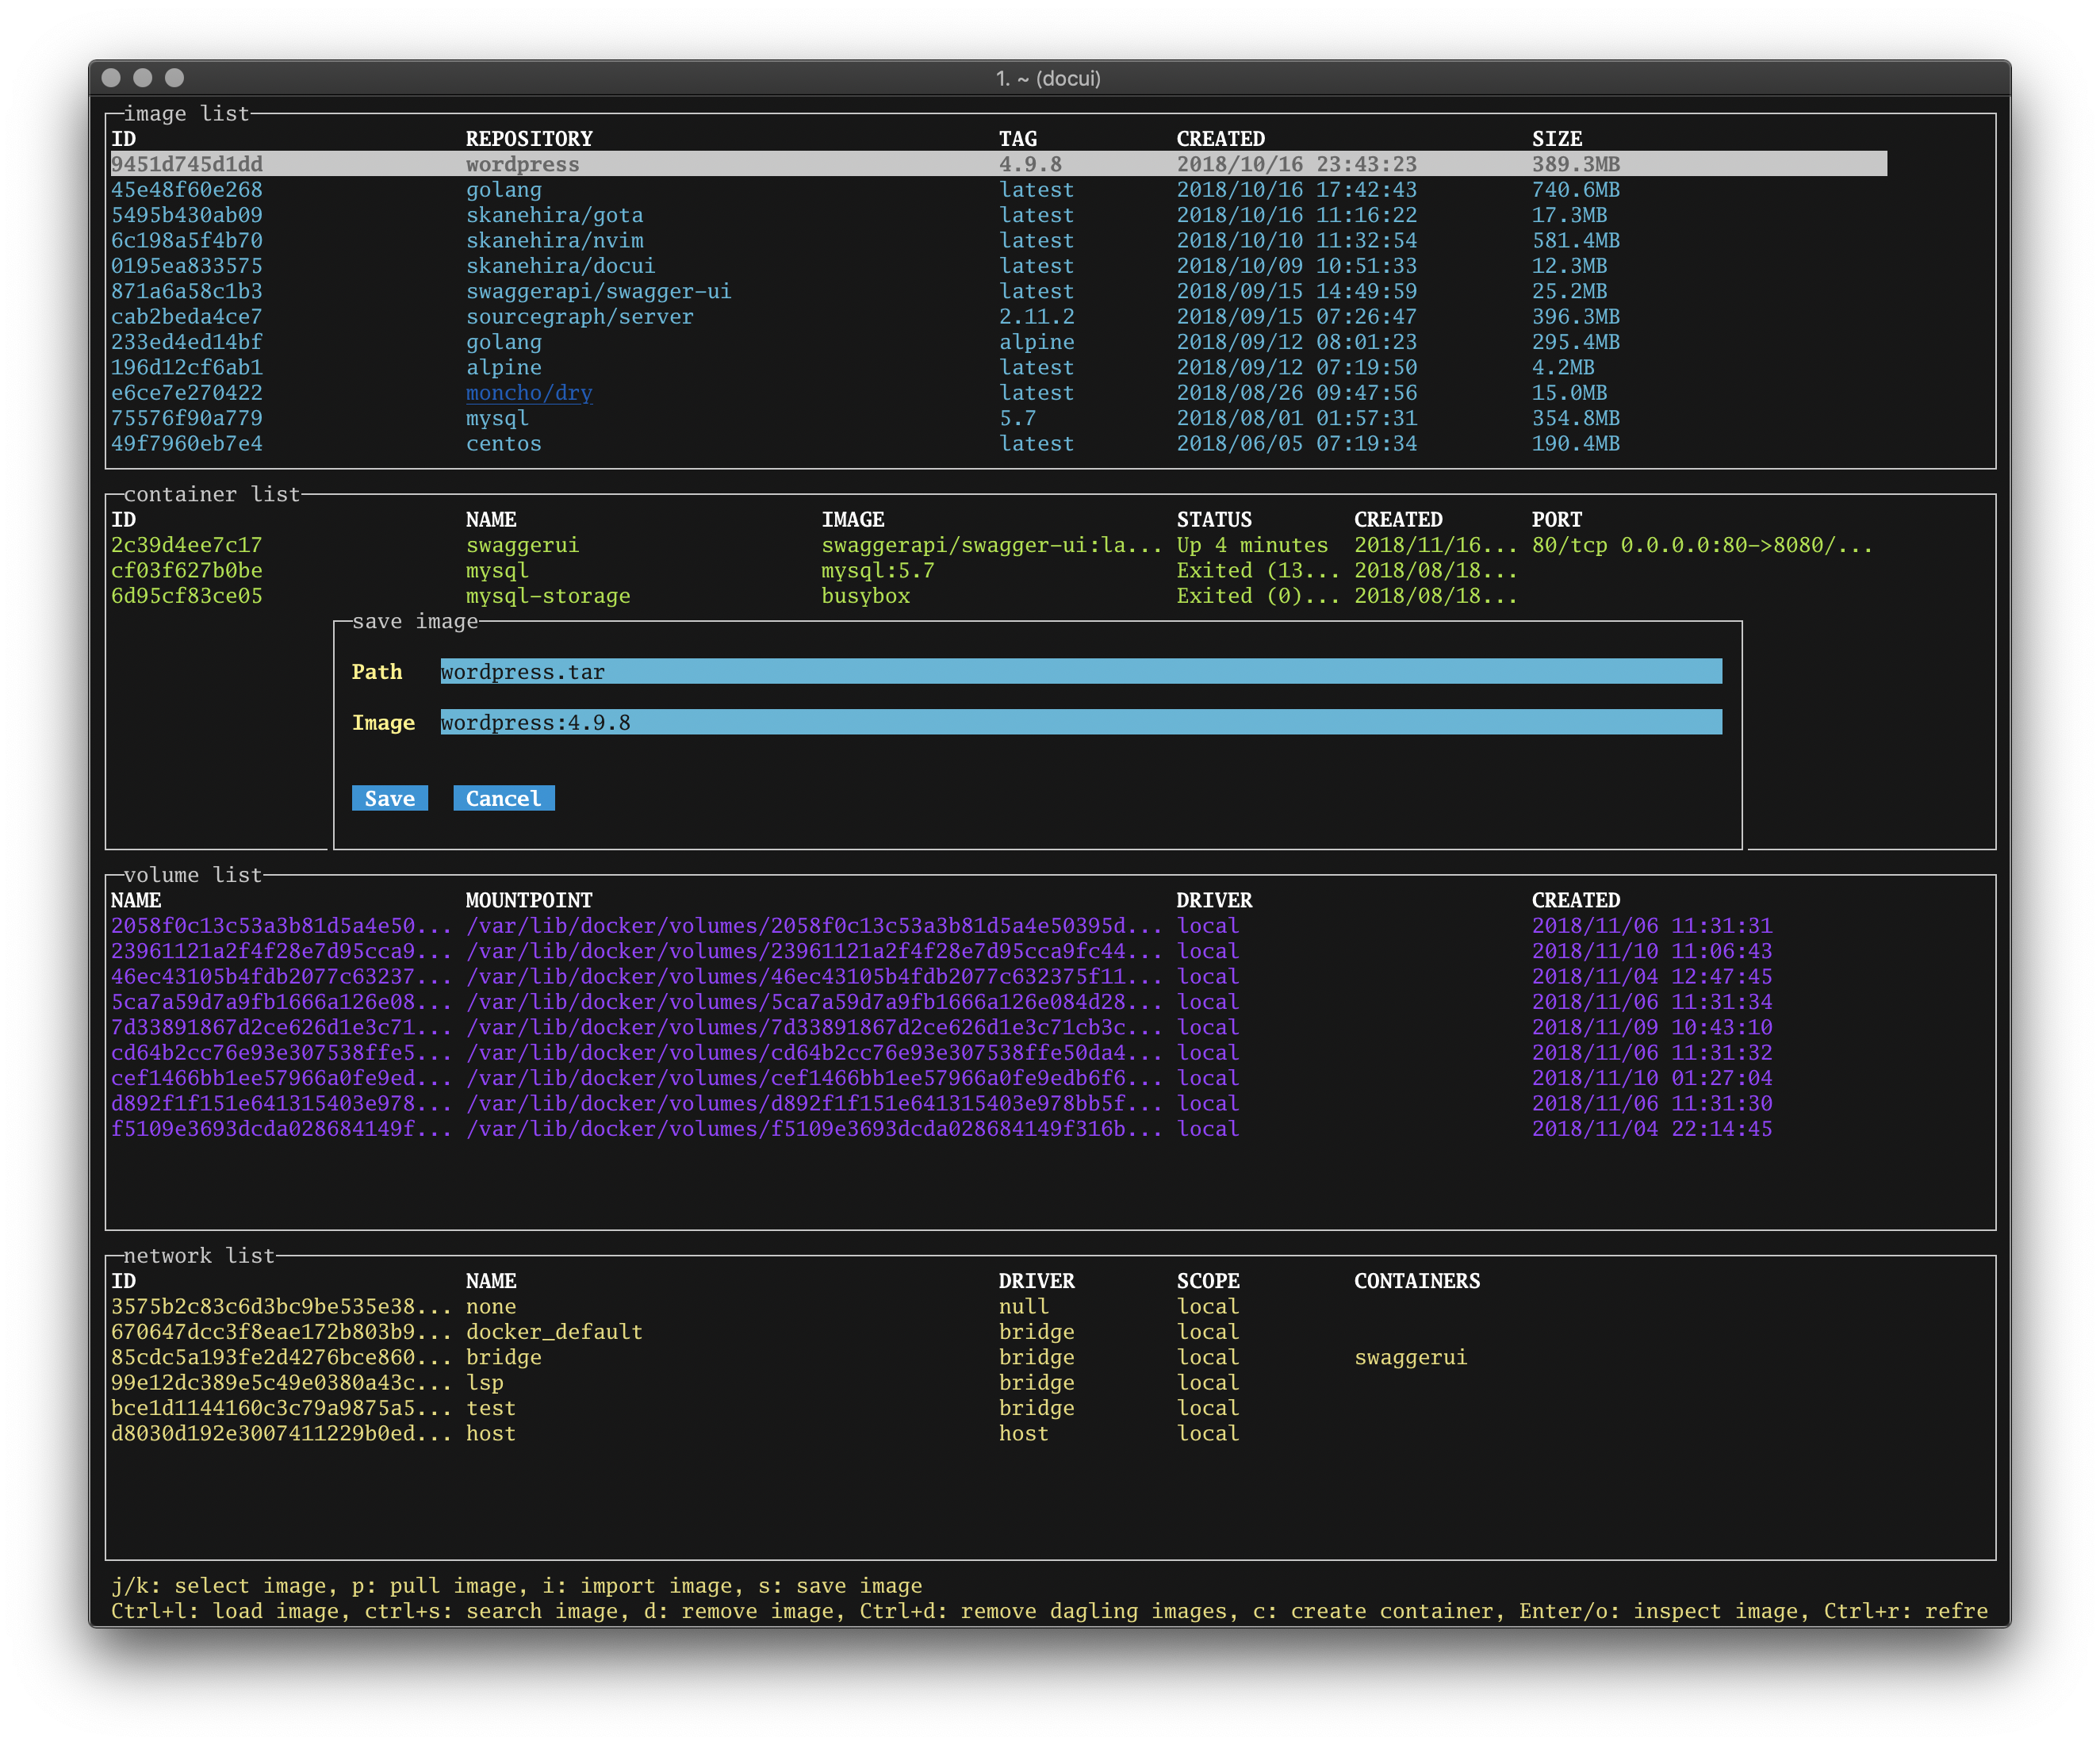 1. ~ (docui)
image list
ID REPOSITORY TAG CREATED SIZE
9451d745d1dd wordpress 4.9.8 2018/10/16 23:43:23 389.3MB
45e48f60e268 golang latest 2018/10/16 17:42:43 740.6MB
5495b430ab09 skanehira/gota latest 2018/10/16 11:16:22 17.3MB
6c198a5f4b70 skanehira/nvim latest 2018/10/10 11:32:54 581.4MB
0195ea833575 skanehira/docui latest 2018/10/09 10:51:33 12.3MB
871a6a58c1b3 swaggerapi/swagger-ui latest 2018/09/15 14:49:59 25.2MB
cab2beda4ce7 sourcegraph/server 2.11.2 2018/09/15 07:26:47 396.3MB
233ed4ed14bf golang alpine 2018/09/12 08:01:23 295.4MB
196d12cf6ab1 alpine latest 2018/09/12 07:19:50 4.2MB
e6ce7e270422 moncho/dry latest 2018/08/26 09:47:56 15.0MB
75576f90a779 mysql 5.7 2018/08/01 01:57:31 354.8MB
49f7960eb7e4 centos latest 2018/06/05 07:19:34 190.4MB
container list
ID NAME IMAGE STATUS CREATED PORT
2c39d4ee7c17 swaggerui swaggerapi/swagger-ui:la... Up 4 minutes 2018/11/16... 80/tcp 0.0.0.0:80->8080/...
cf03f627b0be mysql mysql:5.7 Exited (13... 2018/08/18...
6d95cf83ce05 mysql-storage busybox Exited (0)... 2018/08/18...
save image
Path wordpress.tar
Image wordpress:4.9.8
Save Cancel
volume list
NAME MOUNTPOINT DRIVER CREATED
2058f0c13c53a3b81d5a4e50... /var/lib/docker/volumes/2058f0c13c53a3b81d5a4e50395d... local 2018/11/06 11:31:31
23961121a2f4f28e7d95cca9... /var/lib/docker/volumes/23961121a2f4f28e7d95cca9fc44... local 2018/11/10 11:06:43
46ec43105b4fdb2077c63237... /var/lib/docker/volumes/46ec43105b4fdb2077c632375f11... local 2018/11/04 12:47:45
5ca7a59d7a9fb1666a126e08... /var/lib/docker/volumes/5ca7a59d7a9fb1666a126e084d28... local 2018/11/06 11:31:34
7d33891867d2ce626d1e3c71... /var/lib/docker/volumes/7d33891867d2ce626d1e3c71cb3c... local 2018/11/09 10:43:10
cd64b2cc76e93e307538ffe5... /var/lib/docker/volumes/cd64b2cc76e93e307538ffe50da4... local 2018/11/06 11:31:32
cef1466bb1ee57966a0fe9ed... /var/lib/docker/volumes/cef1466bb1ee57966a0fe9edb6f6... local 2018/11/10 01:27:04
d892f1f151e641315403e978... /var/lib/docker/volumes/d892f1f151e641315403e978bb5f... local 2018/11/06 11:31:30
f5109e3693dcda028684149f... /var/lib/docker/volumes/f5109e3693dcda028684149f316b... local 2018/11/04 22:14:45
network list
ID NAME DRIVER SCOPE CONTAINERS
3575b2c83c6d3bc9be535e38... none null local
670647dcc3f8eae172b803b9... docker_default bridge local
85cdc5a193fe2d4276bce860... bridge bridge local swaggerui
99e12dc389e5c49e0380a43c... lsp bridge local
bce1d1144160c3c79a9875a5... test bridge local
d8030d192e3007411229b0ed... host host local
j/k: select image, p: pull image, i: import image, s: save image
Ctrl+l: load image, ctrl+s: search image, d: remove image, Ctrl+d: remove dagling images, c: create container, Enter/o: inspect image, Ctrl+r: refre